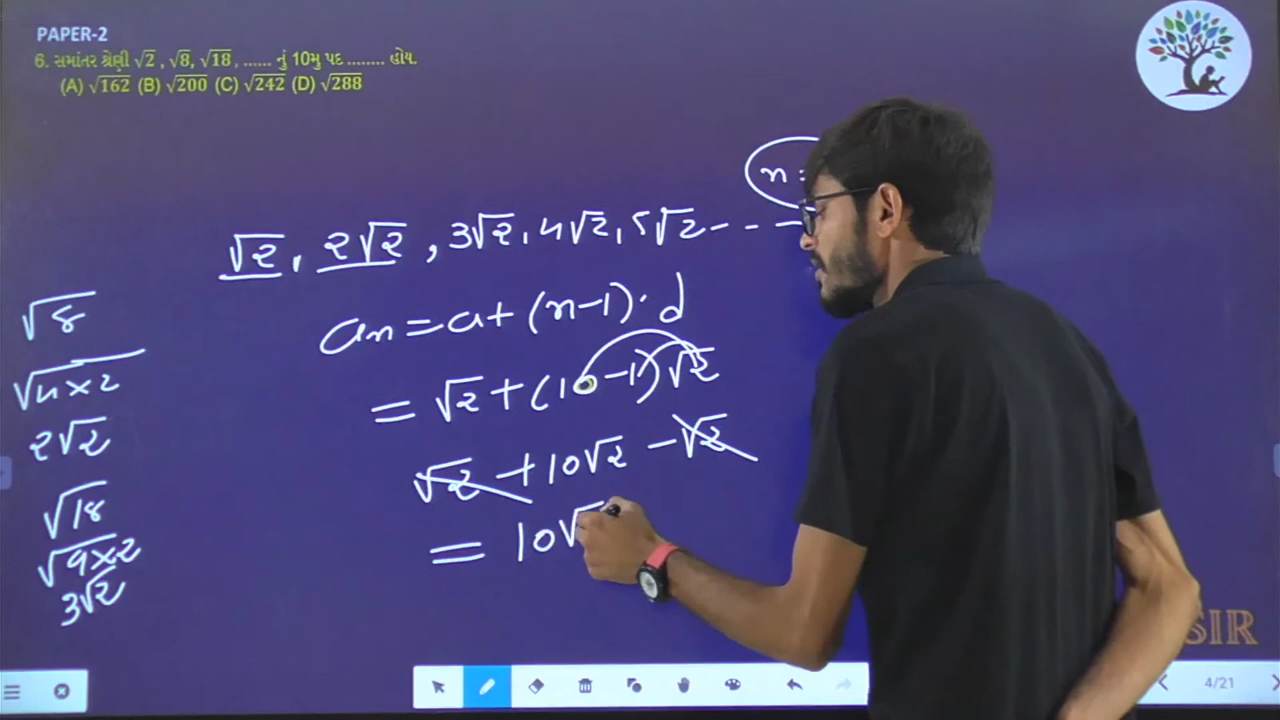 PAPER-2
6. સમાંતર શ્રેણી √2 , √8, √18 , ...... નું 10મુ પદ ........ હોય.
(A) √162 (B) √200 (C) √242 (D) √288
n =
√2, 2√2, 3√2, 4√2, 5√2 - - -
an = a + (n-1)·d
= √2 + (10-1)√2
√2 + 10√2 - √2
= 10√
√8
√4×2
2√2
√18
√9×2
3√2
SIR
4/21